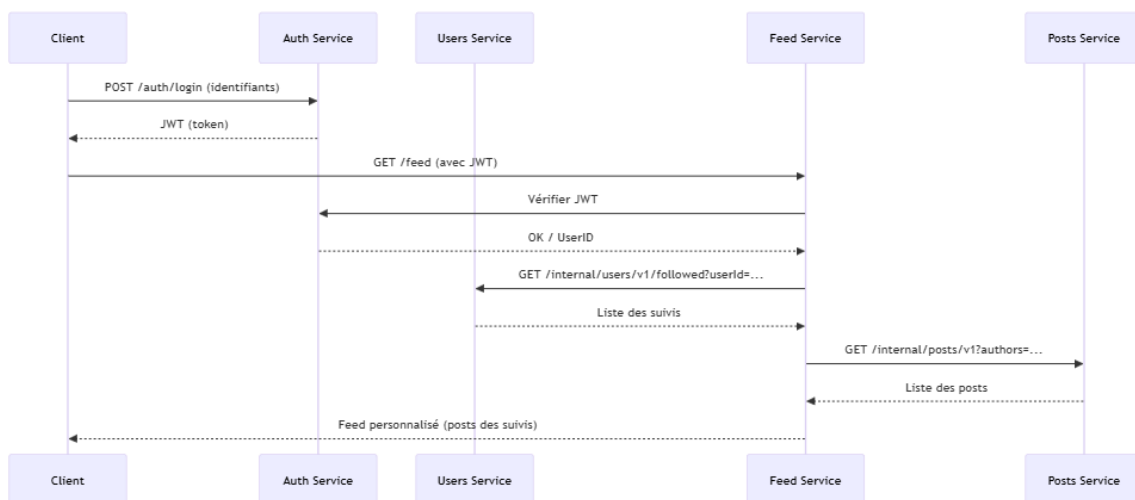 Client
Auth Service
Users Service
Feed Service
Posts Service
POST /auth/login (identifiants)
JWT (token)
GET /feed (avec JWT)
Vérifier JWT
OK / UserID
GET /internal/users/v1/followed?userId=...
Liste des suivis
GET /internal/posts/v1?authors=...
Liste des posts
Feed personnalisé (posts des suivis)
Client
Auth Service
Users Service
Feed Service
Posts Service